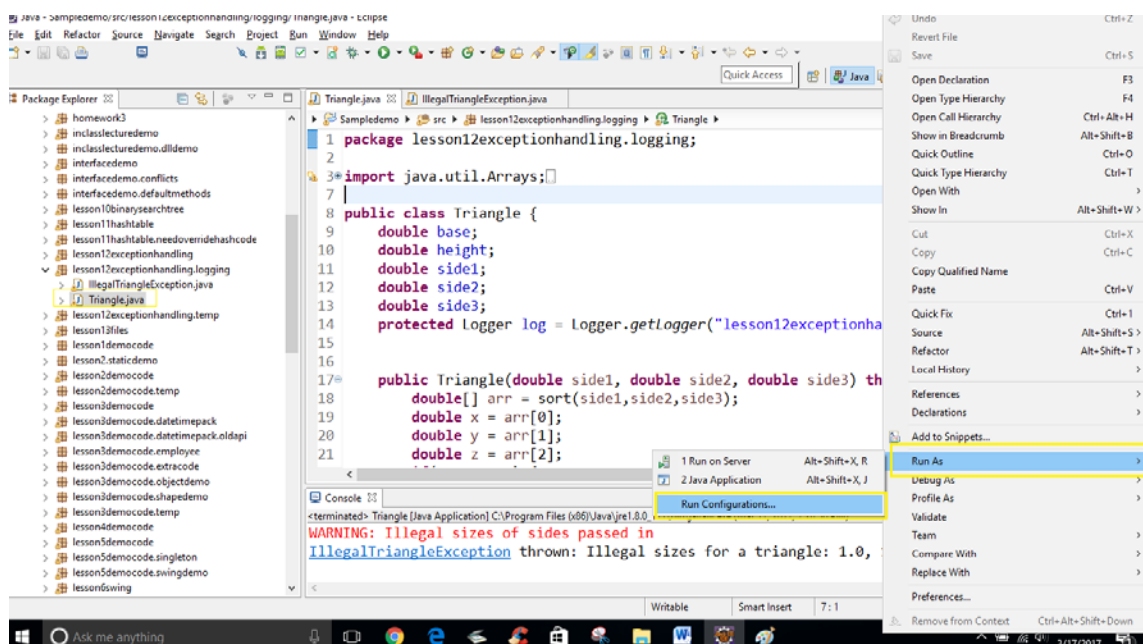 Java - Sampledemo/src/lesson12exceptionhandling/logging/Triangle.java - Eclipse
File Edit Refactor Source Navigate Search Project Run Window Help
Quick Access
Java
Package Explorer
homework3
inclasslecturedemo
inclasslecturedemo.dlldemo
interfacedemo
interfacedemo.conflicts
interfacedemo.defaultmethods
lesson10binarysearchtree
lesson11hashtable
lesson11hashtable.needoverridehashcode
lesson12exceptionhandling
lesson12exceptionhandling.logging
IllegalTriangleException.java
Triangle.java
lesson12exceptionhandling.temp
lesson13files
lesson1democode
lesson2.staticdemo
lesson2democode
lesson2democode.temp
lesson3democode
lesson3democode.datetimepack
lesson3democode.datetimepack.oldapi
lesson3democode.employee
lesson3democode.extracode
lesson3democode.objectdemo
lesson3democode.shapedemo
lesson3democode.temp
lesson4democode
lesson5democode
lesson5democode.singleton
lesson5democode.swingdemo
lesson6swing
Triangle.java IllegalTriangleException.java
Sampledemo src lesson12exceptionhandling.logging Triangle
1 package lesson12exceptionhandling.logging;
2
3 import java.util.Arrays;
7
8 public class Triangle {
9 double base;
10 double height;
11 double side1;
12 double side2;
13 double side3;
14 protected Logger log = Logger.getLogger("lesson12exceptionha
15
16
17 public Triangle(double side1, double side2, double side3) th
18 double[] arr = sort(side1,side2,side3);
19 double x = arr[0];
20 double y = arr[1];
21 double z = arr[2];
Console
<terminated> Triangle [Java Application] C:\Program Files (x86)\Java\jre1.8.0_
WARNING: Illegal sizes of sides passed in
IllegalTriangleException thrown: Illegal sizes for a triangle: 1.0,
Writable Smart Insert 7 : 1
1 Run on Server Alt+Shift+X, R
2 Java Application Alt+Shift+X, J
Run Configurations...
Undo Ctrl+Z
Revert File
Save Ctrl+S
Open Declaration F3
Open Type Hierarchy F4
Open Call Hierarchy Ctrl+Alt+H
Show in Breadcrumb Alt+Shift+B
Quick Outline Ctrl+O
Quick Type Hierarchy Ctrl+T
Open With
Show In Alt+Shift+W
Cut Ctrl+X
Copy Ctrl+C
Copy Qualified Name
Paste Ctrl+V
Quick Fix Ctrl+1
Source Alt+Shift+S
Refactor Alt+Shift+T
Local History
References
Declarations
Add to Snippets...
Run As
Debug As
Profile As
Validate
Team
Compare With
Replace With
Preferences...
Remove from Context Ctrl+Alt+Shift+Down
Ask me anything
3/17/2017